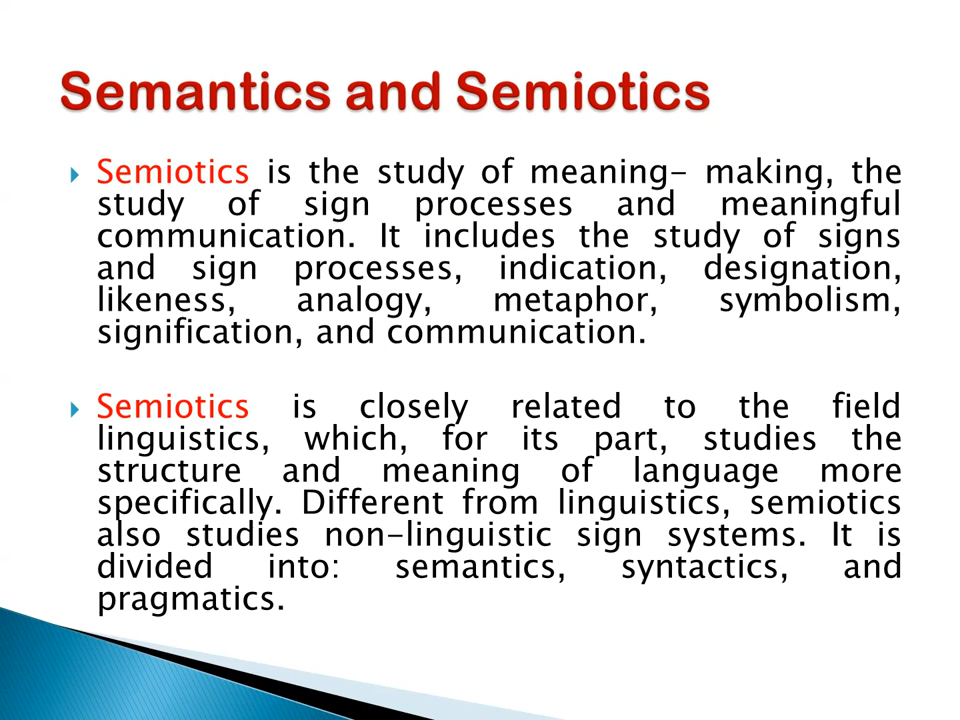 Semantics and Semiotics
Semiotics is the study of meaning- making, the
study of sign processes and meaningful
communication. It includes the study of signs
and sign processes, indication, designation,
likeness, analogy, metaphor, symbolism,
signification, and communication.
Semiotics is closely related to the field
linguistics, which, for its part, studies the
structure and meaning of language more
specifically. Different from linguistics, semiotics
also studies non-linguistic sign systems. It is
divided into: semantics, syntactics, and
pragmatics.